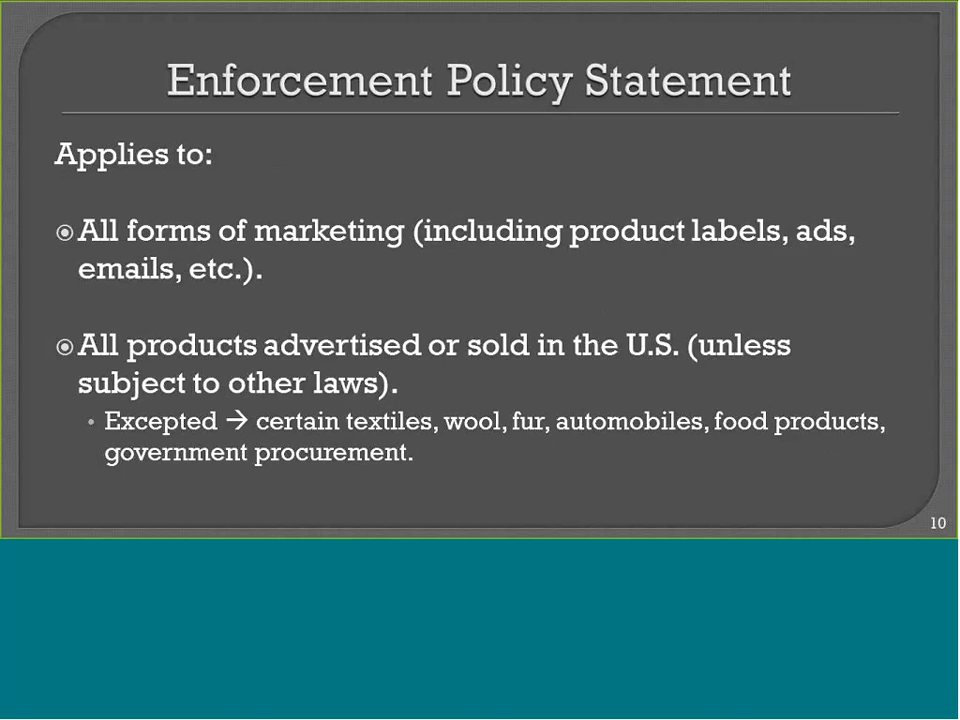 Enforcement Policy Statement
Applies to:
All forms of marketing (including product labels, ads,
emails, etc.).
All products advertised or sold in the U.S. (unless
subject to other laws).
• Excepted → certain textiles, wool, fur, automobiles, food products,
government procurement.
10